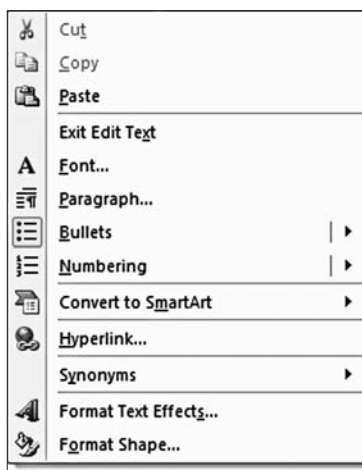 Cut
Copy
Paste
Exit Edit Text
Font...
Paragraph...
Bullets
Numbering
Convert to SmartArt
Hyperlink...
Synonyms
Format Text Effects...
Format Shape...